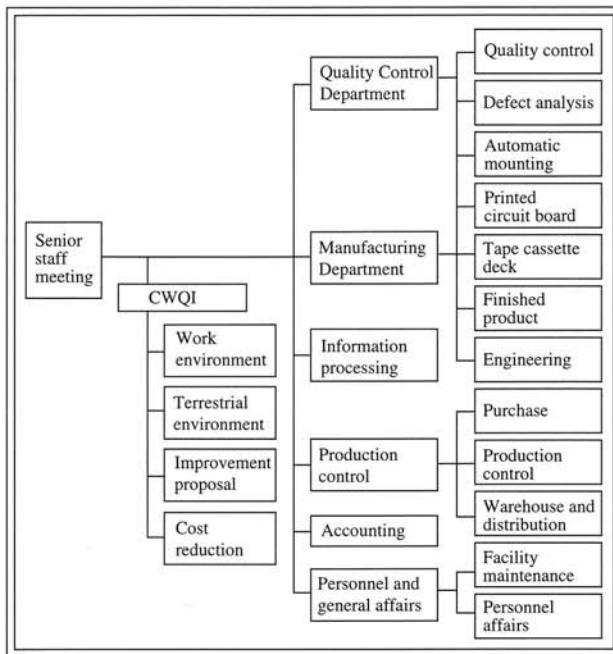 Senior
staff
meeting
CWQI
Work
environment
Terrestrial
environment
Improvement
proposal
Cost
reduction
Quality Control
Department
Manufacturing
Department
Information
processing
Production
control
Accounting
Personnel and
general affairs
Quality control
Defect analysis
Automatic
mounting
Printed
circuit board
Tape cassette
deck
Finished
product
Engineering
Purchase
Production
control
Warehouse and
distribution
Facility
maintenance
Personnel
affairs